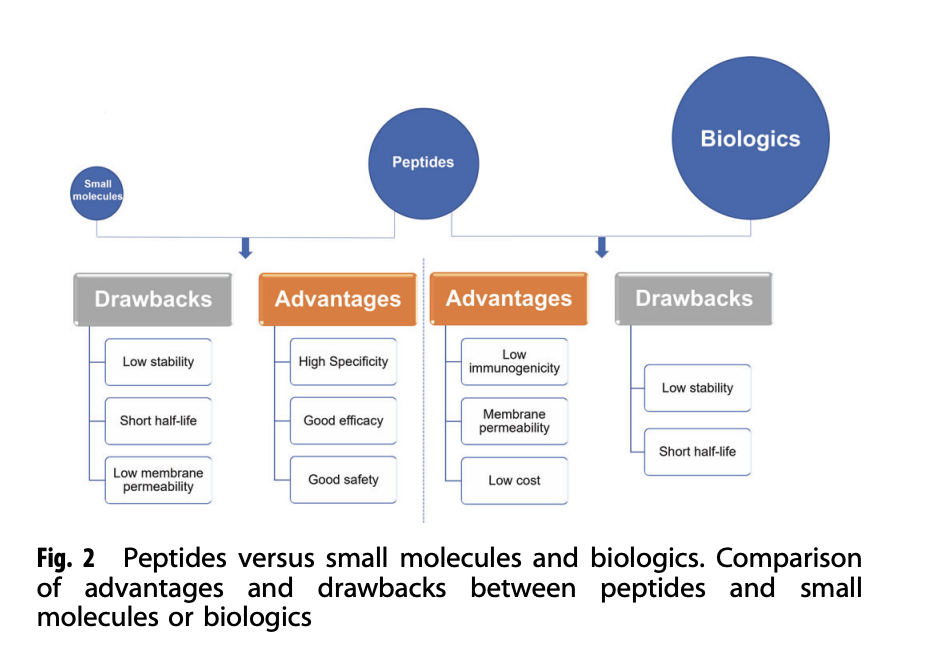 Small
molecules
Peptides
Biologics
Drawbacks
Advantages
Advantages
Drawbacks
Low stability
Short half-life
Low membrane
permeability
High Specificity
Good efficacy
Good safety
Low
immunogenicity
Membrane
permeability
Low cost
Low stability
Short half-life
Fig. 2 Peptides versus small molecules and biologics. Comparison
of advantages and drawbacks between peptides and small
molecules or biologics